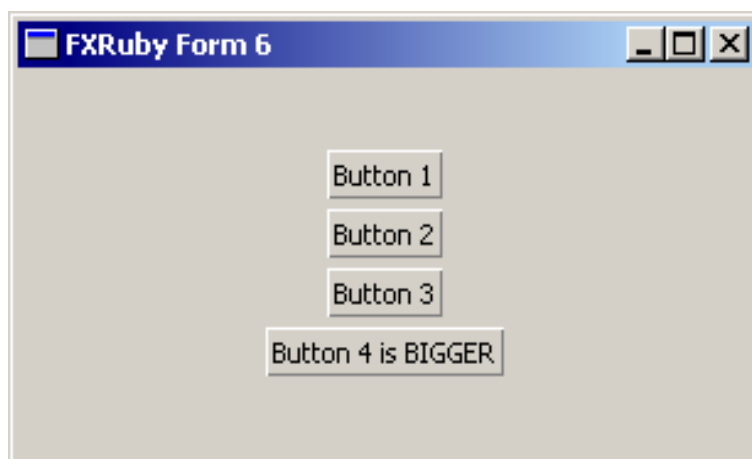 FXRuby Form 6
Button 1
Button 2
Button 3
Button 4 is BIGGER